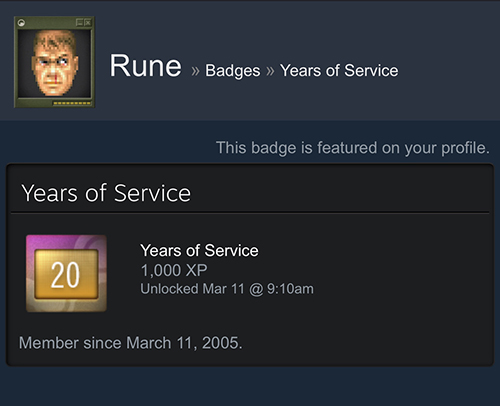 Rune » Badges » Years of Service
This badge is featured on your profile.
Years of Service
20
Years of Service
1,000 XP
Unlocked Mar 11 @ 9:10am
Member since March 11, 2005.